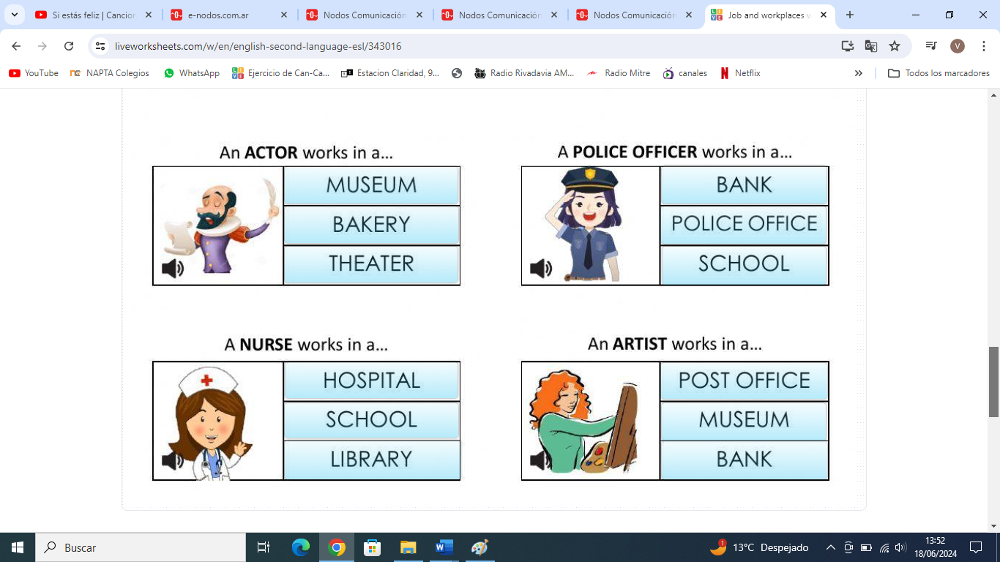 Si estás feliz | Cancion
e-nodos.com.ar
Nodos Comunicación
Nodos Comunicación
Nodos Comunicación
Job and workplaces w
liveworksheets.com/w/en/english-second-language-esl/343016
V
YouTube
NAPTA Colegios
WhatsApp
Ejercicio de Can-Ca...
Estacion Claridad, 9...
Radio Rivadavia AM...
Radio Mitre
canales
Netflix
Todos los marcadores
An ACTOR works in a...
MUSEUM
BAKERY
THEATER
A POLICE OFFICER works in a...
BANK
POLICE OFFICE
SCHOOL
A NURSE works in a...
HOSPITAL
SCHOOL
LIBRARY
An ARTIST works in a...
POST OFFICE
MUSEUM
BANK
Buscar
1
13°C Despejado
13:52
18/06/2024